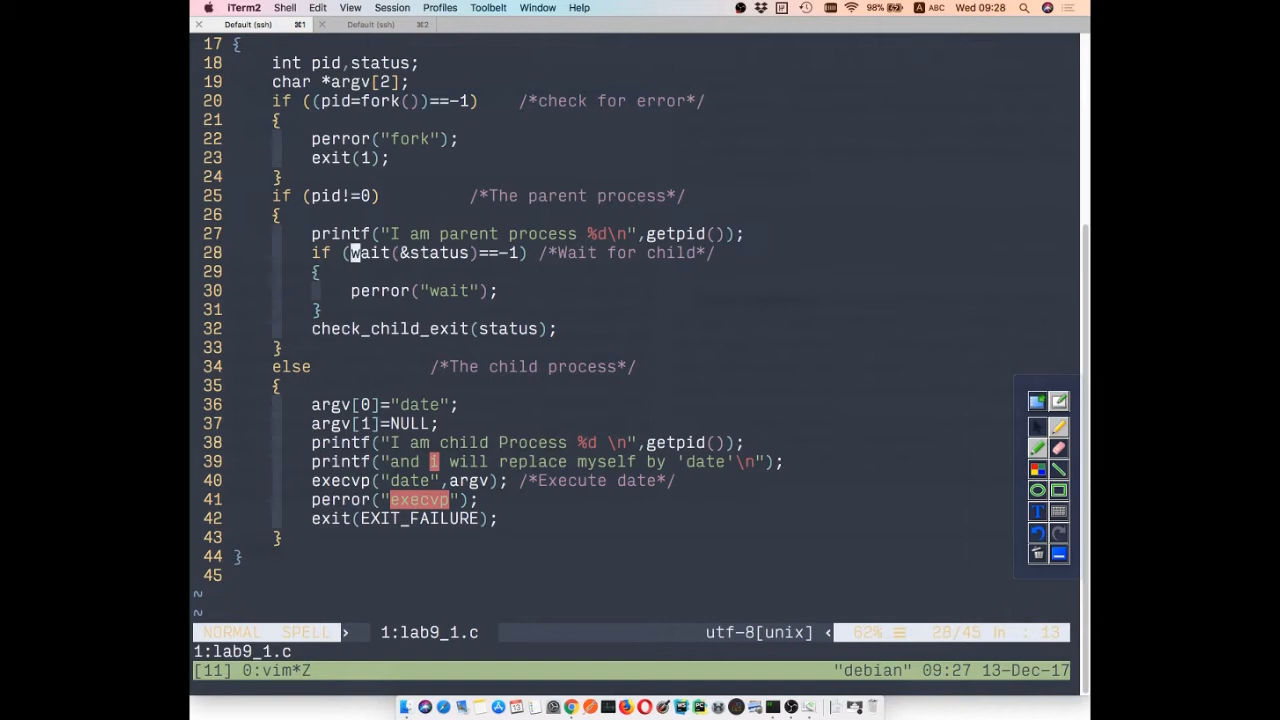 iTerm2 Shell Edit View Session Profiles Toolbelt Window Help 98% A ABC Wed 09:28
× Default (ssh) ⌘1 × Default (ssh) ⌘2
17 {
18     int pid,status;
19     char *argv[2];
20     if ((pid=fork())==-1)    /*check for error*/
21     {
22         perror("fork");
23         exit(1);
24     }
25     if (pid!=0)         /*The parent process*/
26     {
27         printf("I am parent process %d\n",getpid());
28         if (wait(&status)==-1) /*Wait for child*/
29         {
30             perror("wait");
31         }
32         check_child_exit(status);
33     }
34     else            /*The child process*/
35     {
36         argv[0]="date";
37         argv[1]=NULL;
38         printf("I am child Process %d \n",getpid());
39         printf("and i will replace myself by 'date'\n");
40         execvp("date",argv); /*Execute date*/
41         perror("execvp");
42         exit(EXIT_FAILURE);
43     }
44 }
45
~
~
NORMAL SPELL › 1:lab9_1.c utf-8[unix] ‹ 62% ☰ 28/45 ln : 13
1:lab9_1.c
[11] 0:vim*Z "debian" 09:27 13-Dec-17